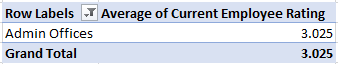 Row Labels Average of Current Employee Rating
Admin Offices 3.025
Grand Total 3.025